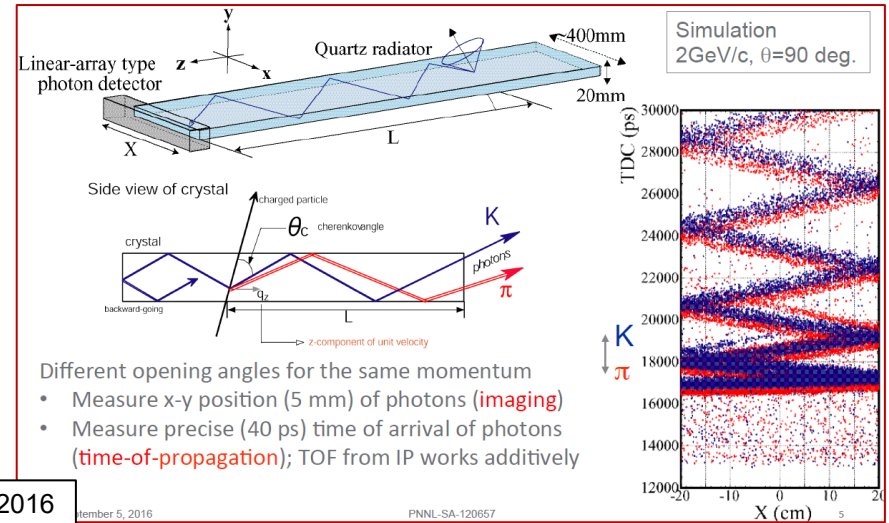 y
z
x
Linear-array type
photon detector
Quartz radiator
~400mm
20mm
X
L
Simulation
2GeV/c, θ=90 deg.
Side view of crystal
charged particle
θc cherenkovangle
crystal
K
photons
π
qz
backward-going
L
z-component of unit velocity
TDC (ps)
30000
28000
26000
24000
22000
20000
18000
16000
14000
12000
-20 -10 0 10 20
X (cm)
K
π
Different opening angles for the same momentum
• Measure x-y position (5 mm) of photons (imaging)
• Measure precise (40 ps) time of arrival of photons
(time-of-propagation); TOF from IP works additively
2016
tember 5, 2016
PNNL-SA-120657
5